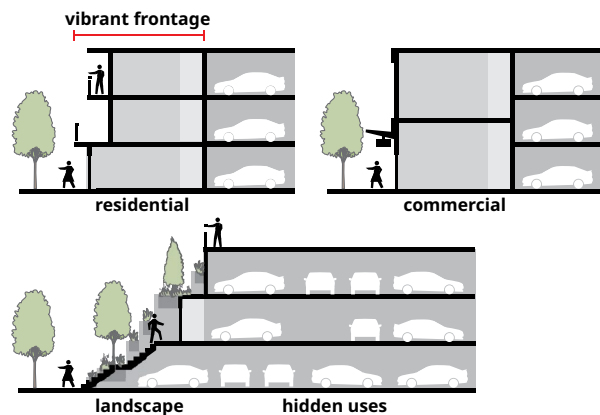 vibrant frontage
residential
commercial
landscape
hidden uses